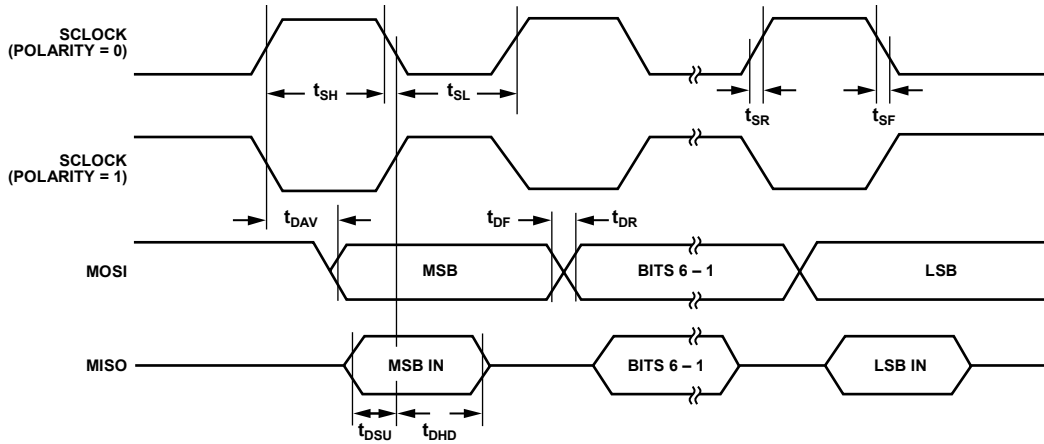 SCLOCK
(POLARITY = 0)
tSH
tSL
tSR
tSF
SCLOCK
(POLARITY = 1)
tDAV
tDF
tDR
MOSI
MSB
BITS 6 – 1
LSB
MISO
MSB IN
BITS 6 – 1
LSB IN
tDSU
tDHD